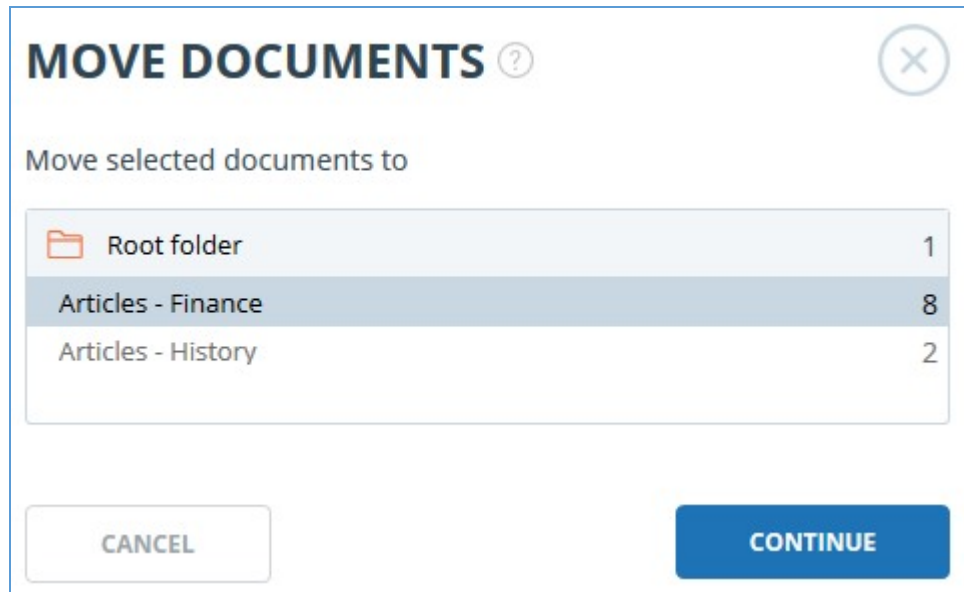 MOVE DOCUMENTS ?
Move selected documents to
Root folder 1
Articles - Finance 8
Articles - History 2
CANCEL CONTINUE